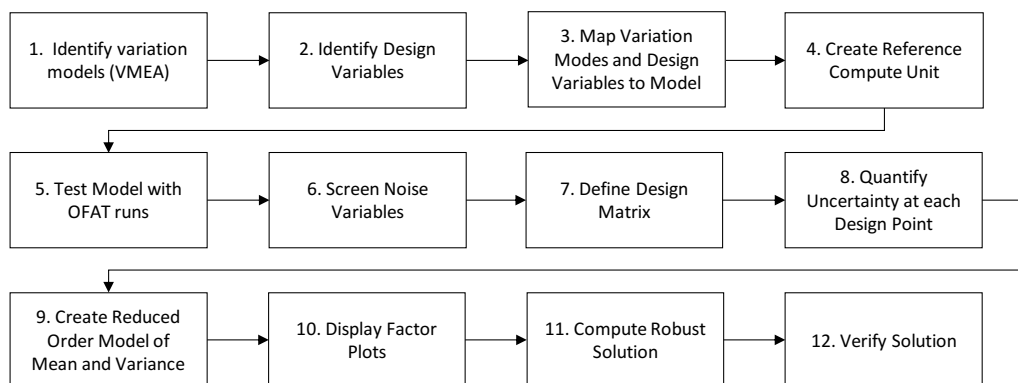 1. Identify variation
models (VMEA)
2. Identify Design
Variables
3. Map Variation
Modes and Design
Variables to Model
4. Create Reference
Compute Unit
5. Test Model with
OFAT runs
6. Screen Noise
Variables
7. Define Design
Matrix
8. Quantify
Uncertainty at each
Design Point
9. Create Reduced
Order Model of
Mean and Variance
10. Display Factor
Plots
11. Compute Robust
Solution
12. Verify Solution